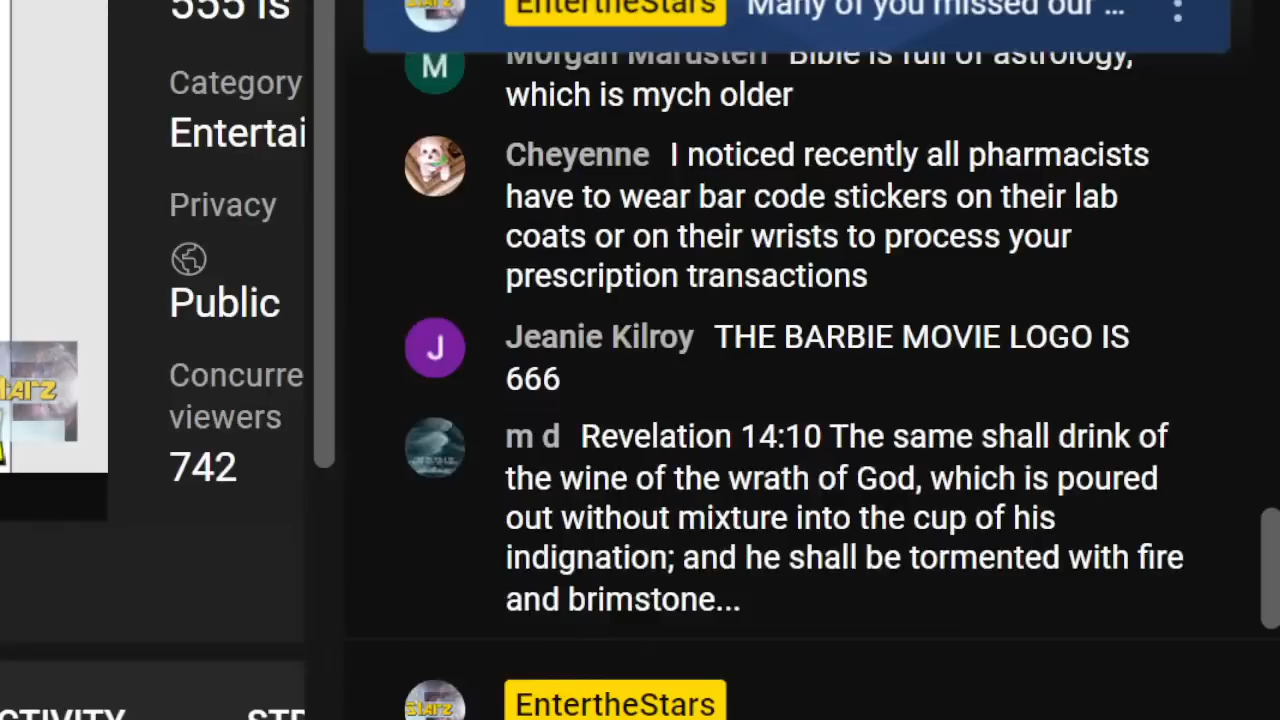 555 is
Category
Entertai
Privacy
Public
Concurre
viewers
742
EntertheStars Many of you missed our ...
M Morgan Bible is full of astrology,
which is mych older
Cheyenne I noticed recently all pharmacists
have to wear bar code stickers on their lab
coats or on their wrists to process your
prescription transactions
J Jeanie Kilroy THE BARBIE MOVIE LOGO IS
666
m d Revelation 14:10 The same shall drink of
the wine of the wrath of God, which is poured
out without mixture into the cup of his
indignation; and he shall be tormented with fire
and brimstone...
EntertheStars